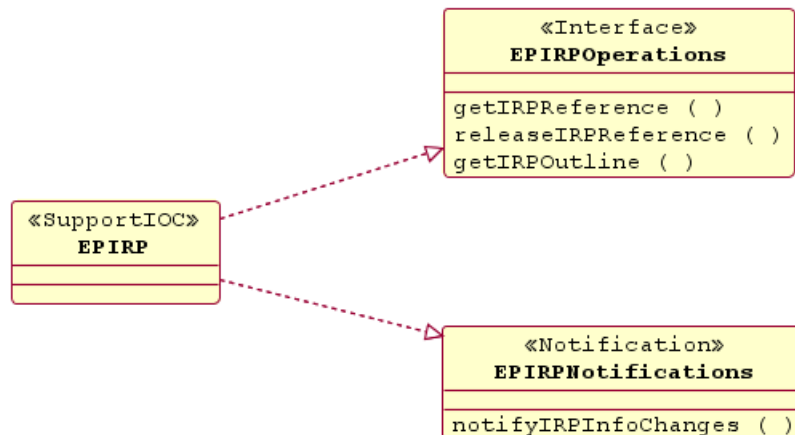 «Interface»
EPIRPOperations
getIRPReference ( )
releaseIRPReference ( )
getIRPOutline ( )
«SupportIOC»
EPIRP
«Notification»
EPIRPNotifications
notifyIRPInfoChanges ( )